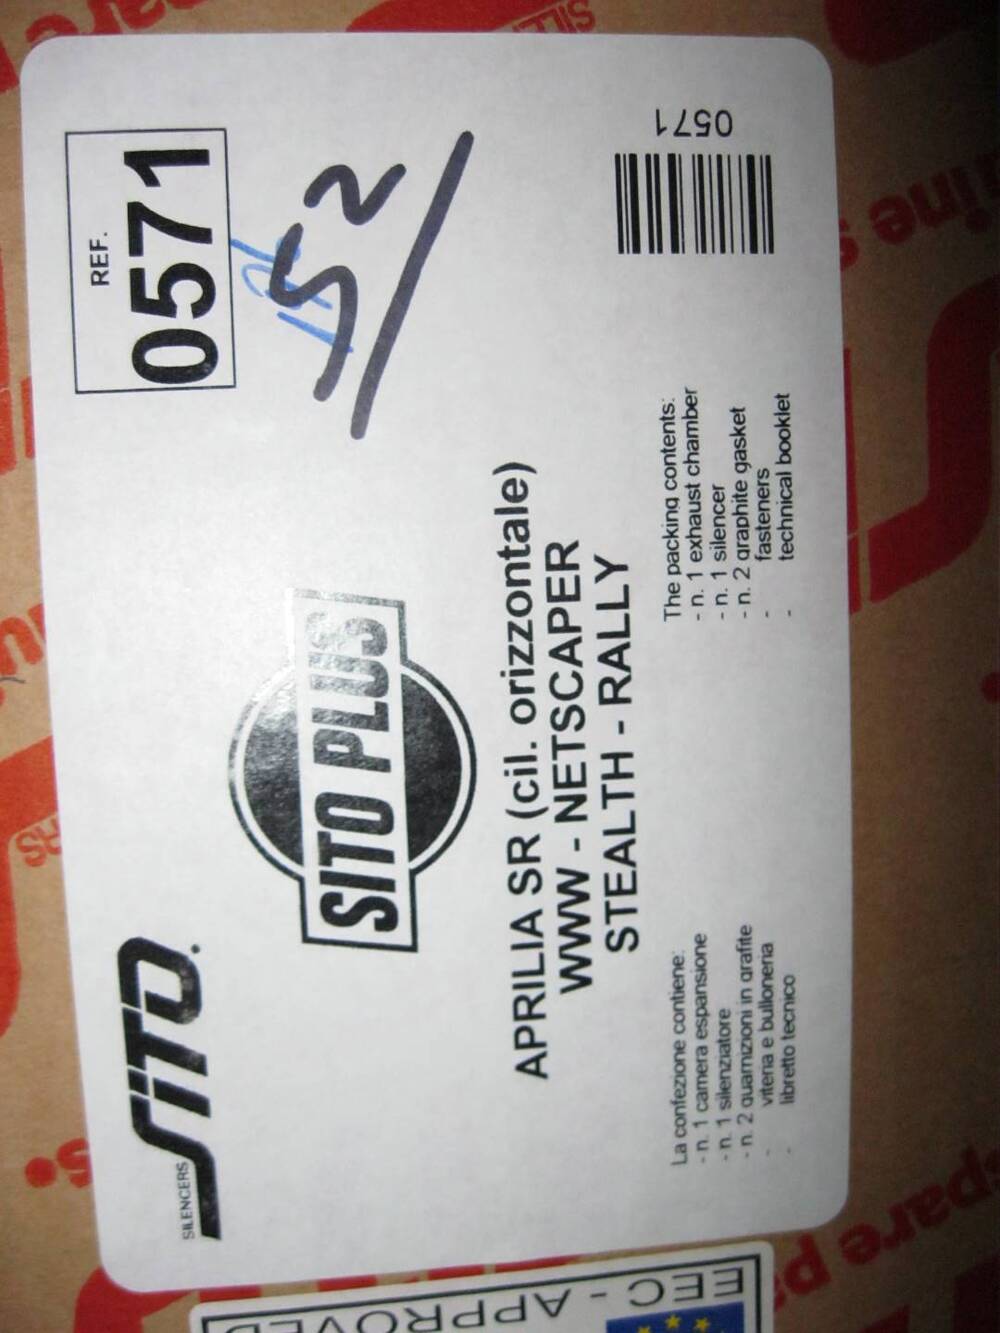 SILENCERS SITO.
REF.
0571
52
SITO PLUS
APRILIA SR (cil. orizzontale)
WWW - NETSCAPER
STEALTH - RALLY
La confezione contiene:
- n. 1 camera espansione
- n. 1 silenziatore
- n. 2 guarnizioni in grafite
- viteria e bulloneria
- libretto tecnico
The packing contents:
- n. 1 exhaust chamber
- n. 1 silencer
- n. 2 graphite gasket
- fasteners
- technical booklet
0571
EEC - APPROVED